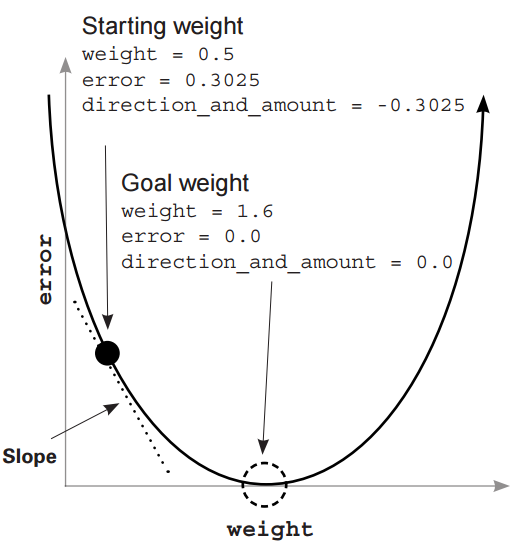 Starting weight
weight = 0.5
error = 0.3025
direction_and_amount = -0.3025
Goal weight
weight = 1.6
error = 0.0
direction_and_amount = 0.0
error
Slope
weight